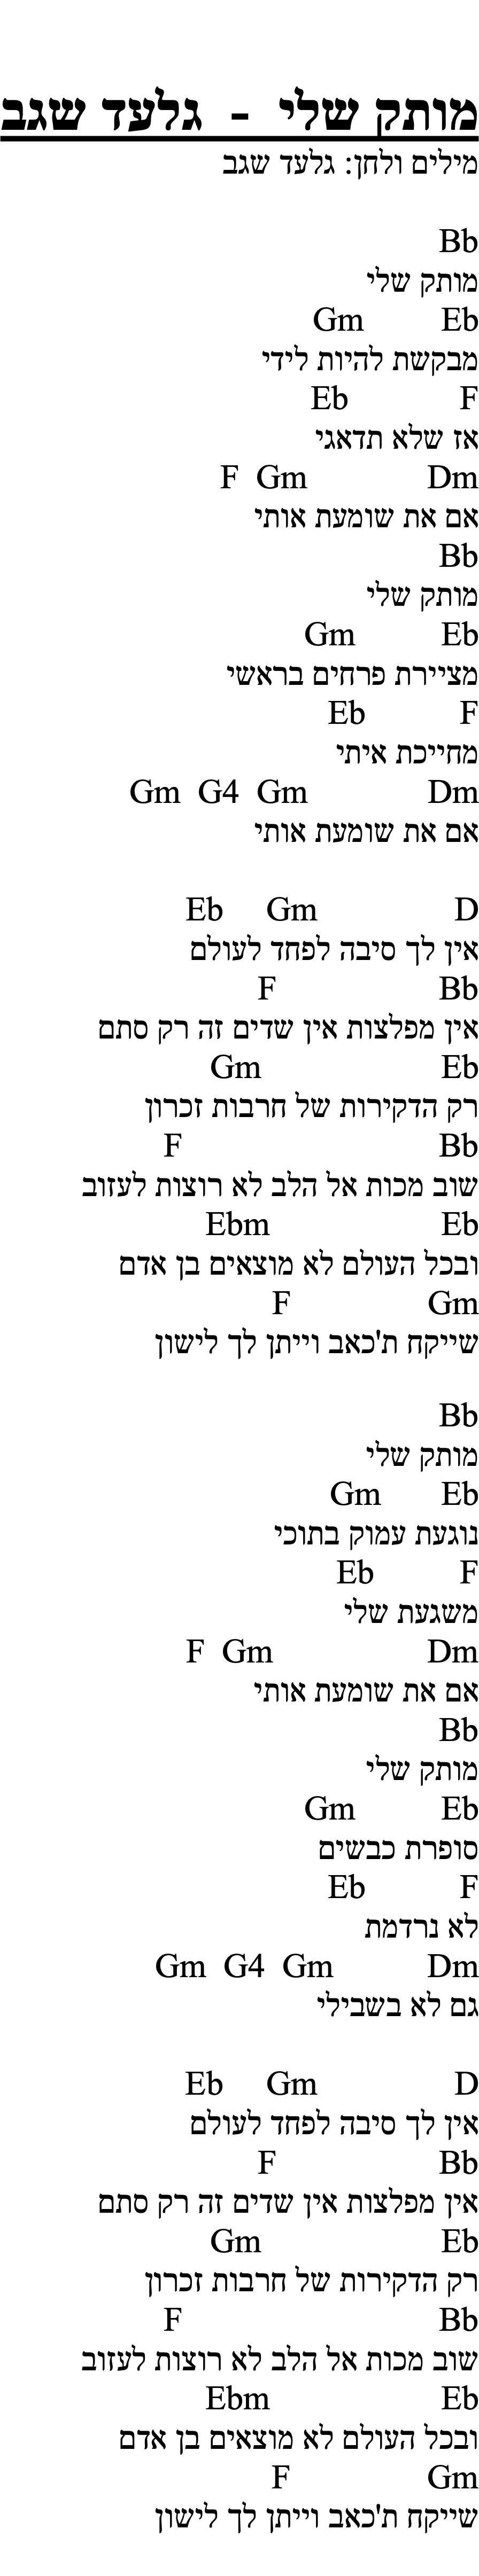 מותק שלי - גלעד שגב
מילים ולחן: גלעד שגב
Bb
מותק שלי
Gm Eb
מבקשת להיות לידי
Eb F
אז שלא תדאגי
F Gm Dm
אם את שומעת אותי
Bb
מותק שלי
Gm Eb
מציירת פרחים בראשי
Eb F
מחייכת איתי
Gm G4 Gm Dm
אם את שומעת אותי
Eb Gm D
אין לך סיבה לפחד לעולם
F Bb
אין מפלצות אין שדים זה רק סתם
Gm Eb
רק הדקירות של חרבות זכרון
F Bb
שוב מכות אל הלב לא רוצות לעזוב
Ebm Eb
ובכל העולם לא מוצאים בן אדם
F Gm
שייקח ת'כאב וייתן לך לישון
Bb
מותק שלי
Gm Eb
נוגעת עמוק בתוכי
Eb F
משגעת שלי
F Gm Dm
אם את שומעת אותי
Bb
מותק שלי
Gm Eb
סופרת כבשים
Eb F
לא נרדמת
Gm G4 Gm Dm
גם לא בשבילי
Eb Gm D
אין לך סיבה לפחד לעולם
F Bb
אין מפלצות אין שדים זה רק סתם
Gm Eb
רק הדקירות של חרבות זכרון
F Bb
שוב מכות אל הלב לא רוצות לעזוב
Ebm Eb
ובכל העולם לא מוצאים בן אדם
F Gm
שייקח ת'כאב וייתן לך לישון